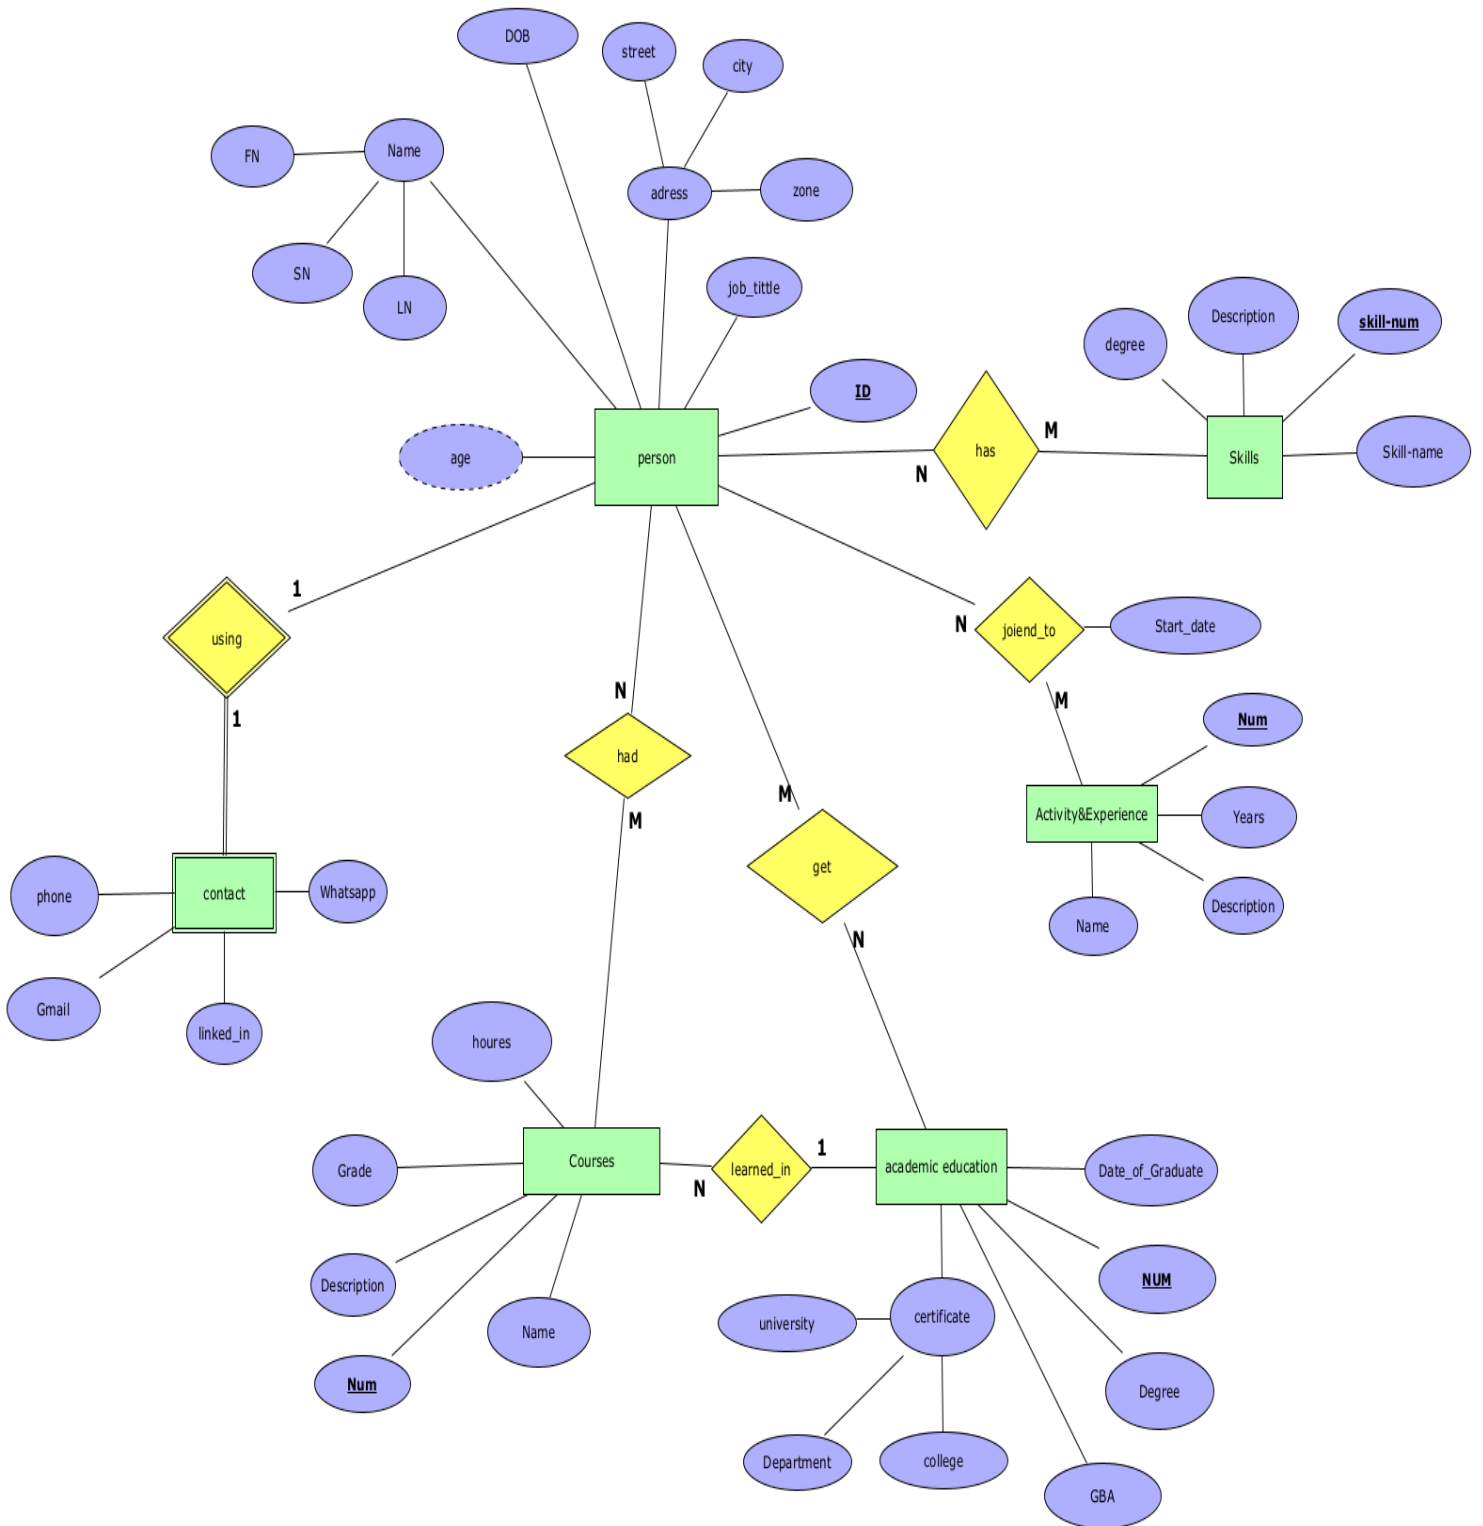 DOB
street
city
FN
Name
adress
zone
SN
LN
job_tittle
Description
skill-num
degree
ID
age
person
has
M
N
Skills
Skill-name
1
using
N
joiend_to
Start_date
N
1
M
Num
had
M
M
Activity&Experience
Years
get
phone
contact
Whatsapp
N
Name
Description
Gmail
linked_in
houres
Grade
Courses
learned_in
N
1
academic education
Date_of_Graduate
Description
NUM
Name
university
certificate
Num
Degree
Department
college
GBA